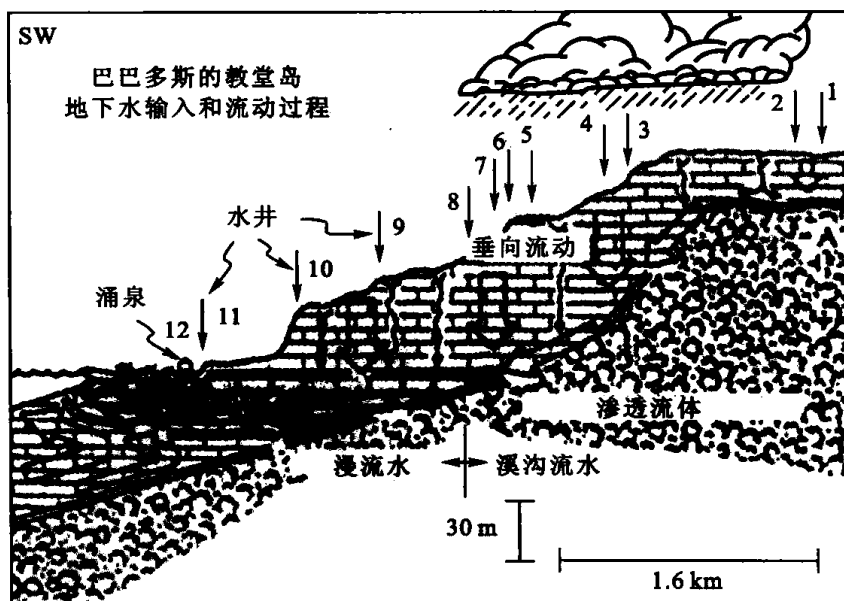 SW
巴巴多斯的教堂岛
地下水输入和流动过程
2
1
4
3
6
5
7
8
水井
9
垂向流动
10
涌泉
12
11
渗透流体
漫流水
溪沟流水
30 m
1.6 km